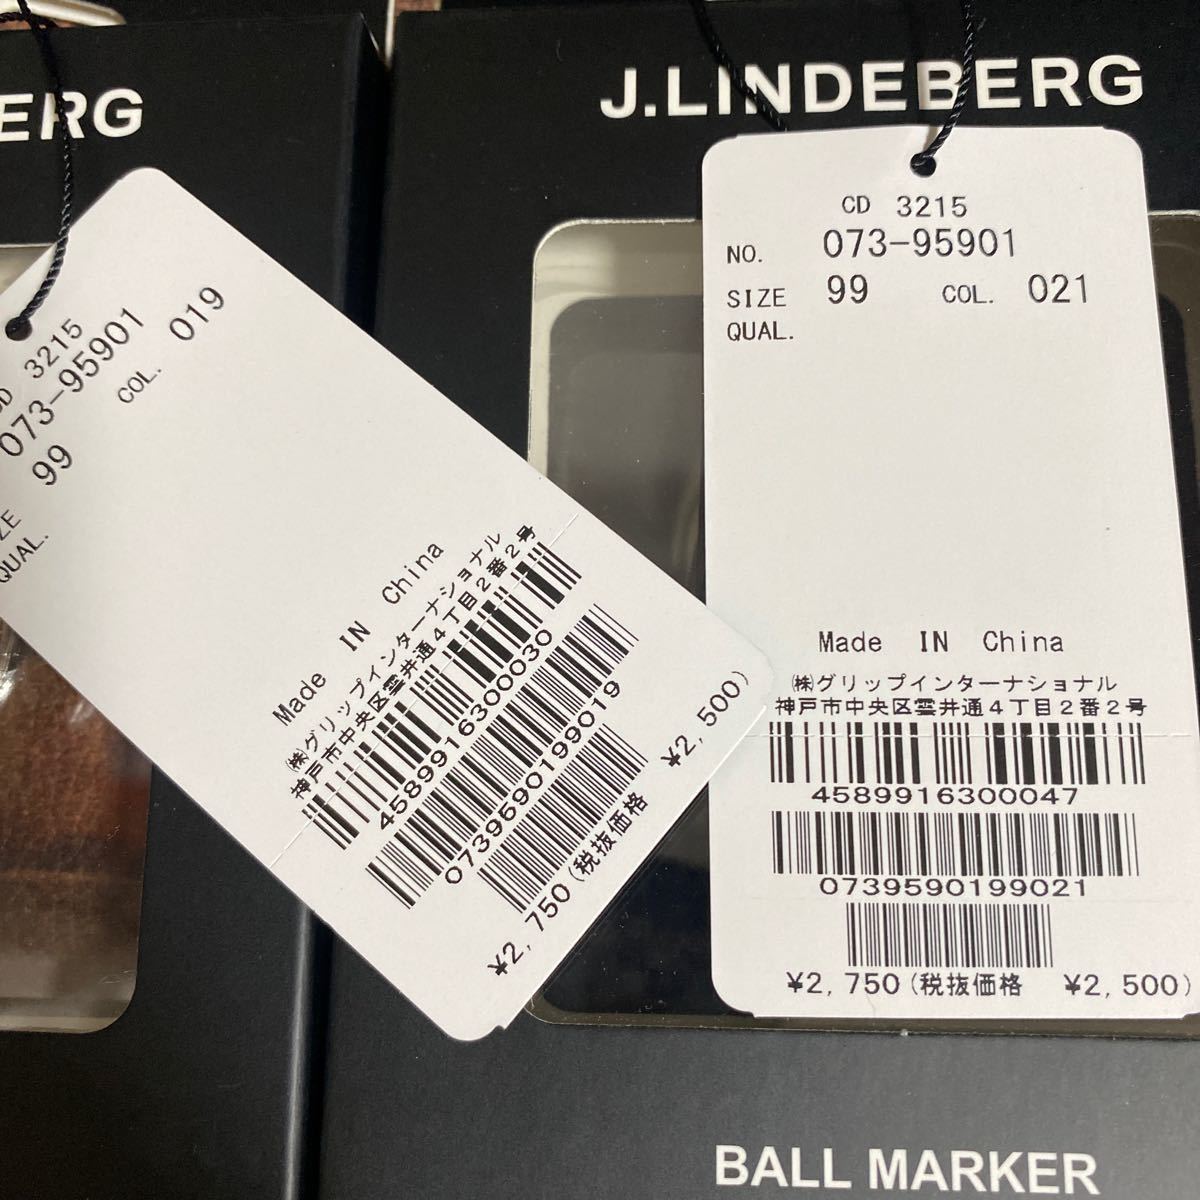 ERG
J.LINDEBERG
CD 3215
073-95901
99 COL. 019
QUAL.
Made IN China
㈱グリップインターナショナル
神戸市中央区雲井通4丁目2番2号
4589916300030
0739590199019
¥2,750(税抜価格 ¥2,500)
CD 3215
NO. 073-95901
SIZE 99 COL. 021
QUAL.
Made IN China
㈱グリップインターナショナル
神戸市中央区雲井通4丁目2番2号
4589916300047
0739590199021
¥2,750(税抜価格 ¥2,500)
BALL MARKER